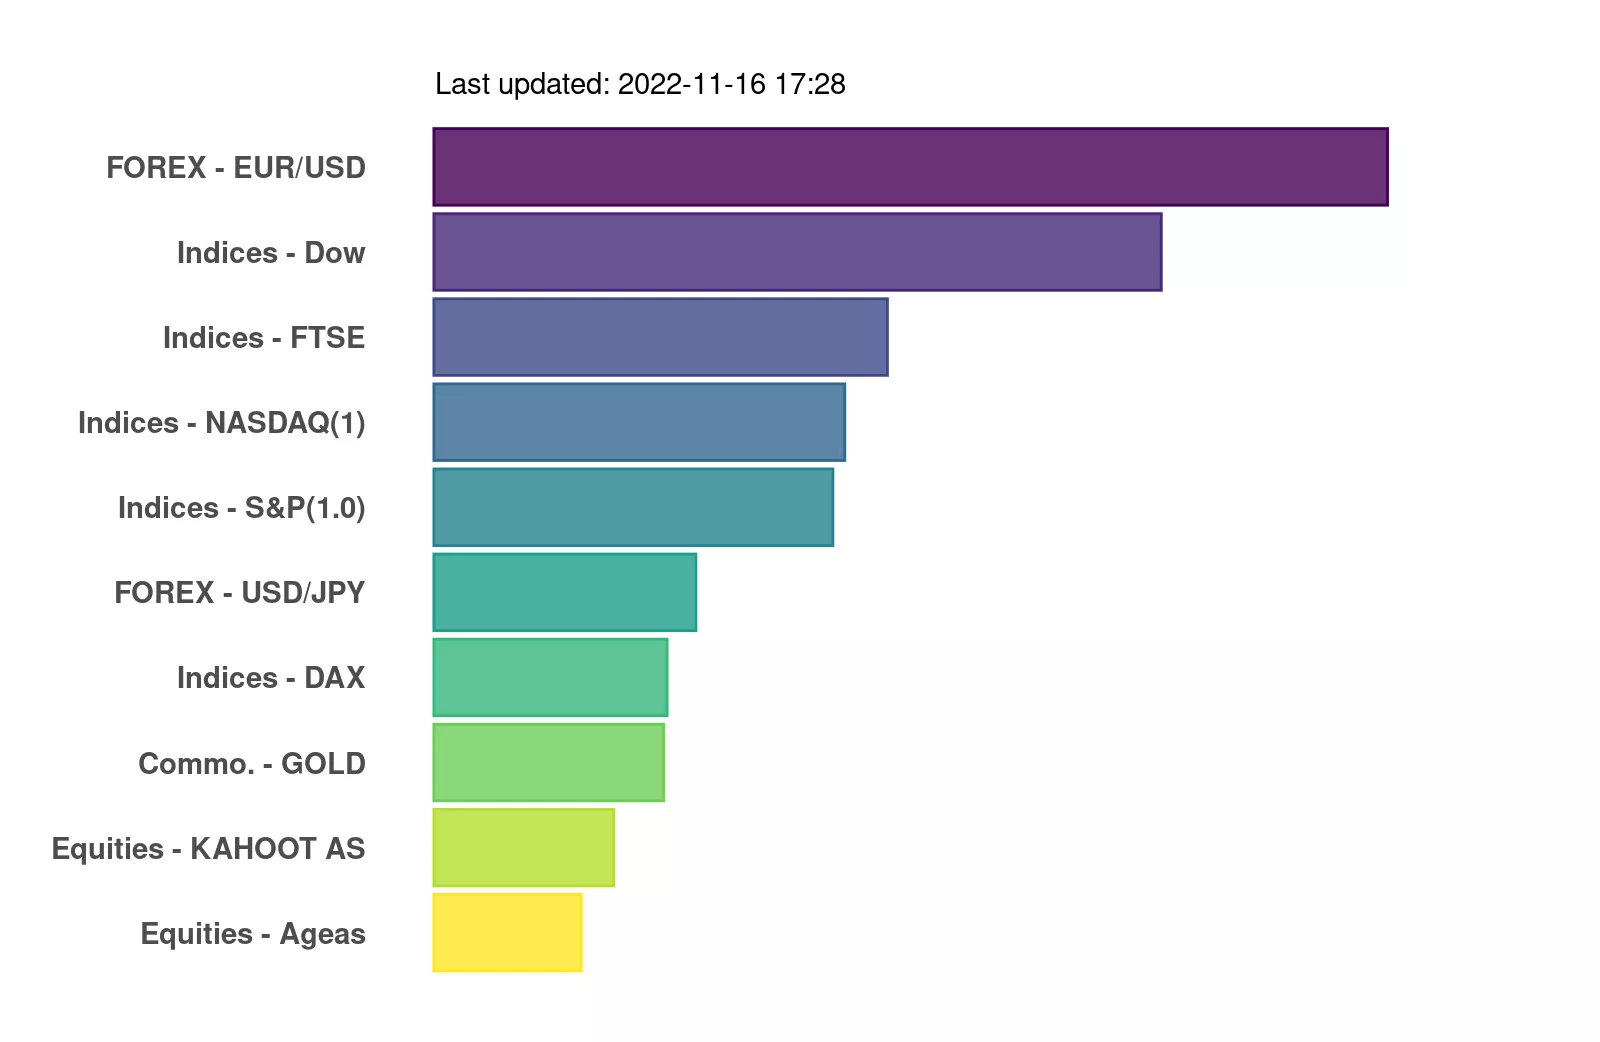 Last updated: 2022-11-16 17:28
FOREX - EUR/USD
Indices - Dow
Indices - FTSE
Indices - NASDAQ(1)
Indices - S&P(1.0)
FOREX - USD/JPY
Indices - DAX
Commo. - GOLD
Equities - KAHOOT AS
Equities - Ageas